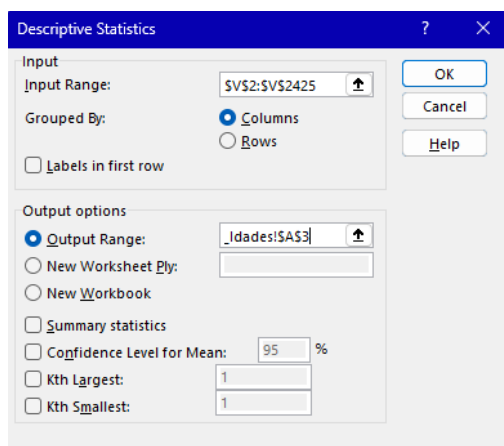 Descriptive Statistics ? ×
Input
Input Range: $V$2:$V$2425
OK
Grouped By: Columns
Cancel
Rows
Help
Labels in first row
Output options
Output Range: _Idades!$A$3
New Worksheet Ply:
New Workbook
Summary statistics
Confidence Level for Mean: 95 %
Kth Largest: 1
Kth Smallest: 1